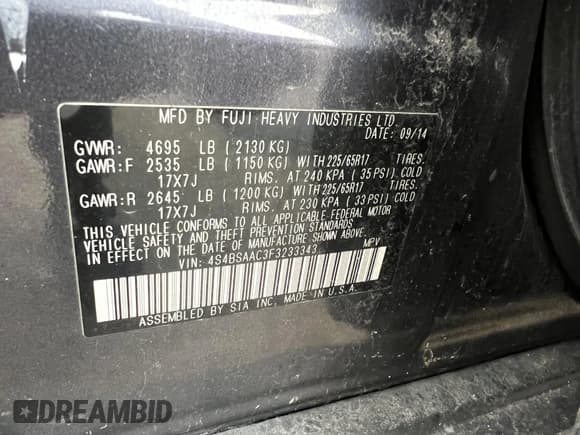 MFD BY FUJI HEAVY INDUSTRIES LTD.
DATE: 09/14
GVWR: 4695 LB (2130 KG)
GAWR:F 2535 LB (1150 KG) WITH 225/65R17 TIRES.
17X7J RIMS. AT 240 KPA (35 PSI) COLD
GAWR:R 2645 LB (1200 KG) WITH 225/65R17 TIRES.
17X7J RIMS. AT 230 KPA (33 PSI) COLD
THIS VEHICLE CONFORMS TO ALL APPLICABLE FEDERAL MOTOR
VEHICLE SAFETY AND THEFT PREVENTION STANDARDS
IN EFFECT ON THE DATE OF MANUFACTURE SHOWN ABOVE.
VIN: 4S4BSAAC3F3233343 MPV
ASSEMBLED BY SIA INC. MADE IN U.S.A.
DREAMBID